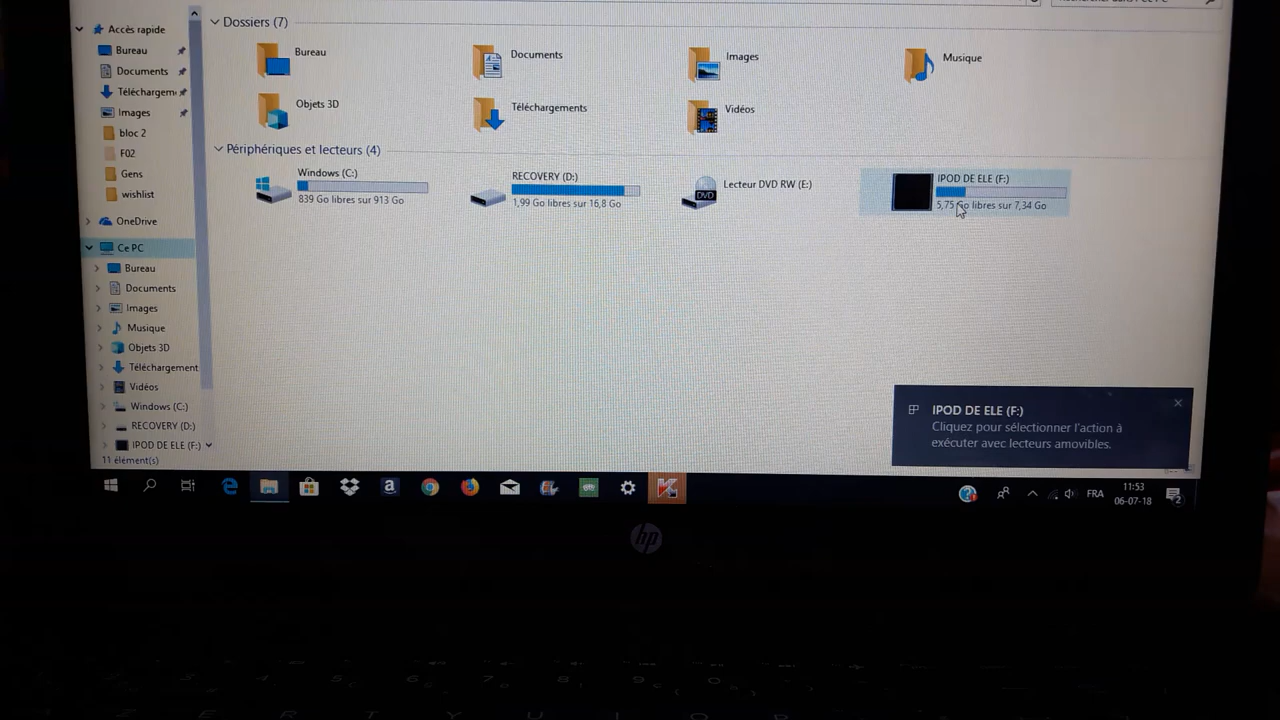 Accès rapide
Bureau
Documents
Téléchargem
Images
bloc 2
F02
Gens
wishlist
OneDrive
Ce PC
Bureau
Documents
Images
Musique
Objets 3D
Téléchargement
Vidéos
Windows (C:)
RECOVERY (D:)
IPOD DE ELE (F:)
11 élément(s)
Dossiers (7)
Bureau
Documents
Images
Musique
Objets 3D
Téléchargements
Vidéos
Périphériques et lecteurs (4)
Windows (C:)
839 Go libres sur 913 Go
RECOVERY (D:)
1,99 Go libres sur 16,8 Go
Lecteur DVD RW (E:)
DVD
IPOD DE ELE (F:)
5,75 Go libres sur 7,34 Go
IPOD DE ELE (F:)
Cliquez pour sélectionner l'action à
exécuter avec lecteurs amovibles.
FRA
11:53
06-07-18
2
hp